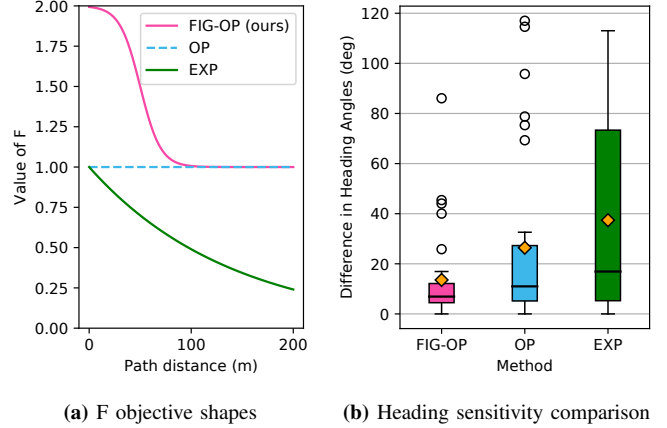 2.00
1.75
1.50
1.25
1.00
0.75
0.50
0.25
0.00
Value of F
FIG-OP (ours)
OP
EXP
0
100
200
Path distance (m)
(a) F objective shapes
120
100
80
60
40
20
0
Difference in Heading Angles (deg)
FIG-OP
OP
EXP
Method
(b) Heading sensitivity comparison